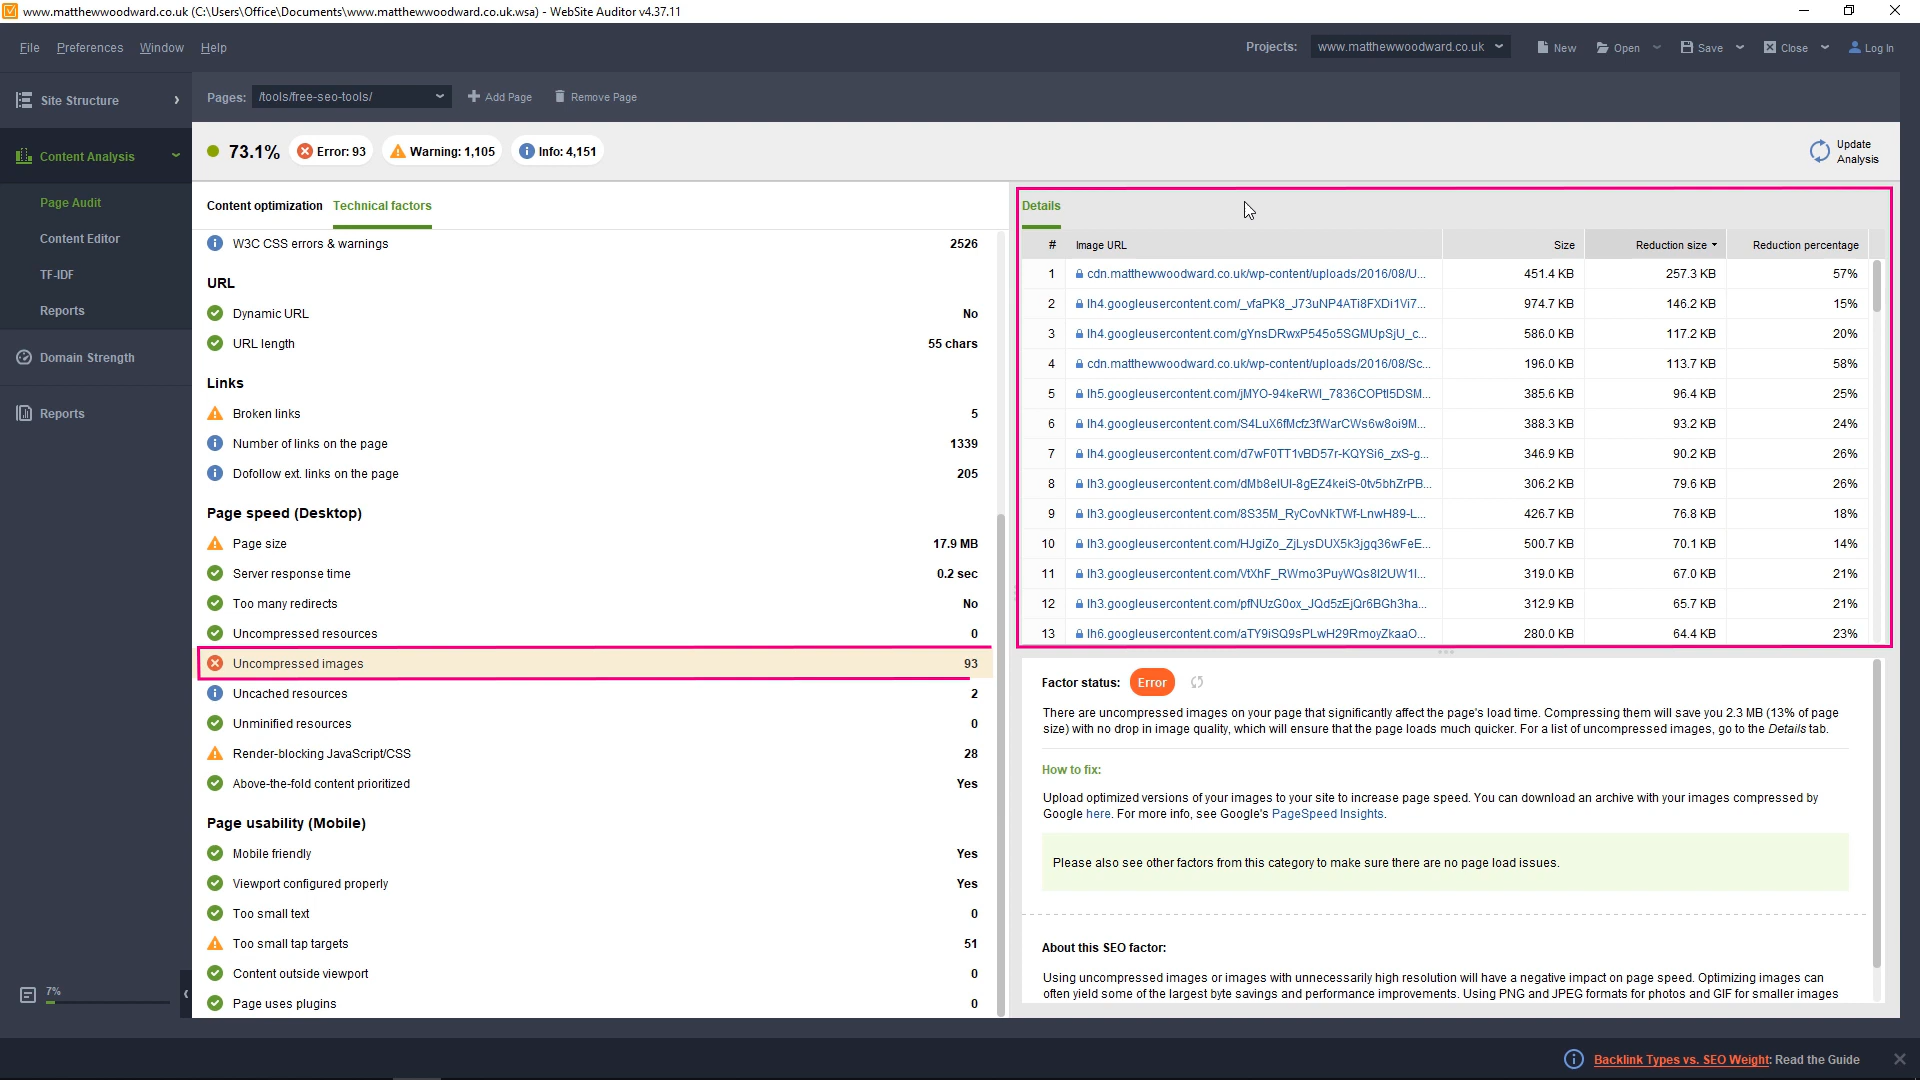 www.matthewwoodward.co.uk (C:\Users\Office\Documents\www.matthewwoodward.co.uk.wsa) - WebSite Auditor v4.37.11
File Preferences Window Help
Projects: www.matthewwoodward.co.uk New Open Save Close Log In
Site Structure
Content Analysis
Page Audit
Content Editor
TF-IDF
Reports
Domain Strength
Reports
7%
Pages: /tools/free-seo-tools/ Add Page Remove Page
73.1% Error: 93 Warning: 1,105 Info: 4,151
Update
Analysis
Content optimization Technical factors
W3C CSS errors & warnings 2526
URL
Dynamic URL No
URL length 55 chars
Links
Broken links 5
Number of links on the page 1339
Dofollow ext. links on the page 205
Page speed (Desktop)
Page size 17.9 MB
Server response time 0.2 sec
Too many redirects No
Uncompressed resources 0
Uncompressed images 93
Uncached resources 2
Unminified resources 0
Render-blocking JavaScript/CSS 28
Above-the-fold content prioritized Yes
Page usability (Mobile)
Mobile friendly Yes
Viewport configured properly Yes
Too small text 0
Too small tap targets 51
Content outside viewport 0
Page uses plugins 0
Details
# Image URL Size Reduction size Reduction percentage
1 cdn.matthewwoodward.co.uk/wp-content/uploads/2016/08/U... 451.4 KB 257.3 KB 57%
2 lh4.googleusercontent.com/_vfaPK8_J73uNP4ATi8FXDi1Vi7... 974.7 KB 146.2 KB 15%
3 lh4.googleusercontent.com/gYnsDRwxP545o5SGMUpSjU_c... 586.0 KB 117.2 KB 20%
4 cdn.matthewwoodward.co.uk/wp-content/uploads/2016/08/Sc... 196.0 KB 113.7 KB 58%
5 lh5.googleusercontent.com/jMYO-94keRWI_7836COPtI5DSM... 385.6 KB 96.4 KB 25%
6 lh4.googleusercontent.com/S4LuX6fMcfz3fWarCWs6w8oi9M... 388.3 KB 93.2 KB 24%
7 lh4.googleusercontent.com/d7wF0TT1vBD57r-KQYSi6_zxS-g... 346.9 KB 90.2 KB 26%
8 lh3.googleusercontent.com/dMb8elUI-8gEZ4keiS-0tv5bhZrPB... 306.2 KB 79.6 KB 26%
9 lh3.googleusercontent.com/8S35M_RyCovNkTWf-LnwH89-L... 426.7 KB 76.8 KB 18%
10 lh3.googleusercontent.com/HJgiZo_ZjLysDUX5k3jgq36wFeE... 500.7 KB 70.1 KB 14%
11 lh3.googleusercontent.com/VtXhF_RWmo3PuyWQs8I2UW1I... 319.0 KB 67.0 KB 21%
12 lh3.googleusercontent.com/pfNUzG0ox_JQd5zEjQr6BGh3ha... 312.9 KB 65.7 KB 21%
13 lh6.googleusercontent.com/aTY9iSQ9sPLwH29RmoyZkaaO... 280.0 KB 64.4 KB 23%
Factor status: Error
There are uncompressed images on your page that significantly affect the page's load time. Compressing them will save you 2.3 MB (13% of page
size) with no drop in image quality, which will ensure that the page loads much quicker. For a list of uncompressed images, go to the Details tab.
How to fix:
Upload optimized versions of your images to your site to increase page speed. You can download an archive with your images compressed by
Google here. For more info, see Google's PageSpeed Insights.
Please also see other factors from this category to make sure there are no page load issues.
About this SEO factor:
Using uncompressed images or images with unnecessarily high resolution will have a negative impact on page speed. Optimizing images can
often yield some of the largest byte savings and performance improvements. Using PNG and JPEG formats for photos and GIF for smaller images
Backlink Types vs. SEO Weight: Read the Guide